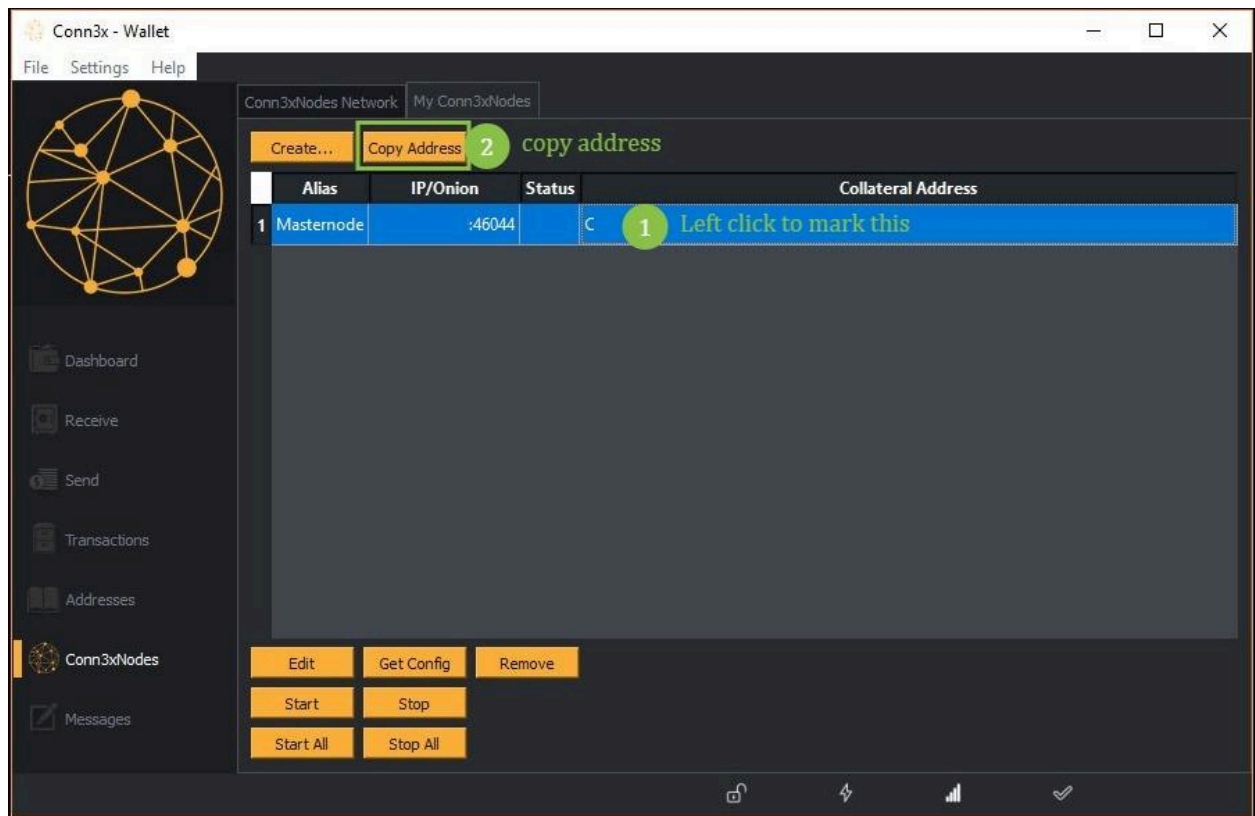 Conn3x - Wallet
File Settings Help
Conn3xNodes Network My Conn3xNodes
Create... Copy Address 2 copy address
Alias IP/Onion Status Collateral Address
1 Masternode :46044 C 1 Left click to mark this
Dashboard
Receive
Send
Transactions
Addresses
Conn3xNodes
Messages
Edit Get Config Remove
Start Stop
Start All Stop All